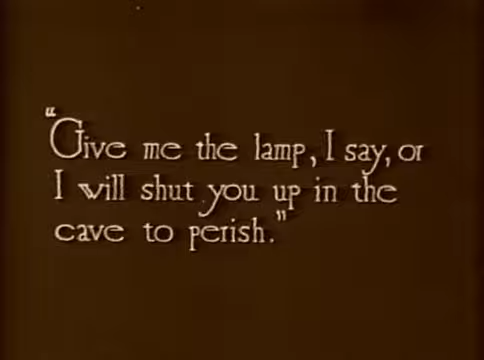 "Give me the lamp, I say, or
I will shut you up in the
cave to perish."